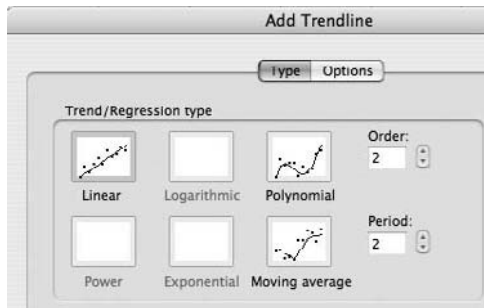 Add Trendline
Type Options
Trend/Regression type
Linear Logarithmic Polynomial
Order:
2
Power Exponential Moving average
Period:
2